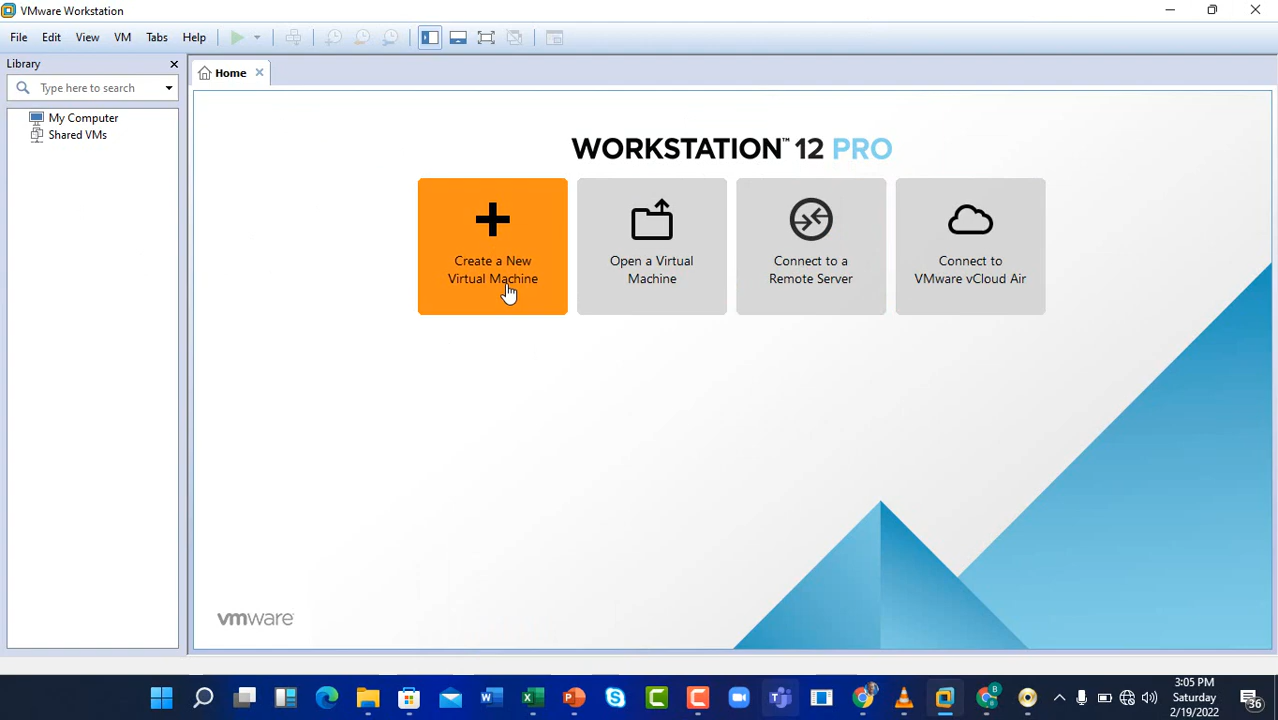 VMware Workstation
File Edit View VM Tabs Help
Library
Type here to search
My Computer
Shared VMs
Home
WORKSTATION™ 12 PRO
Create a New
Virtual Machine
Open a Virtual
Machine
Connect to a
Remote Server
Connect to
VMware vCloud Air
vmware
3:05 PM
Saturday
2/19/2022
36